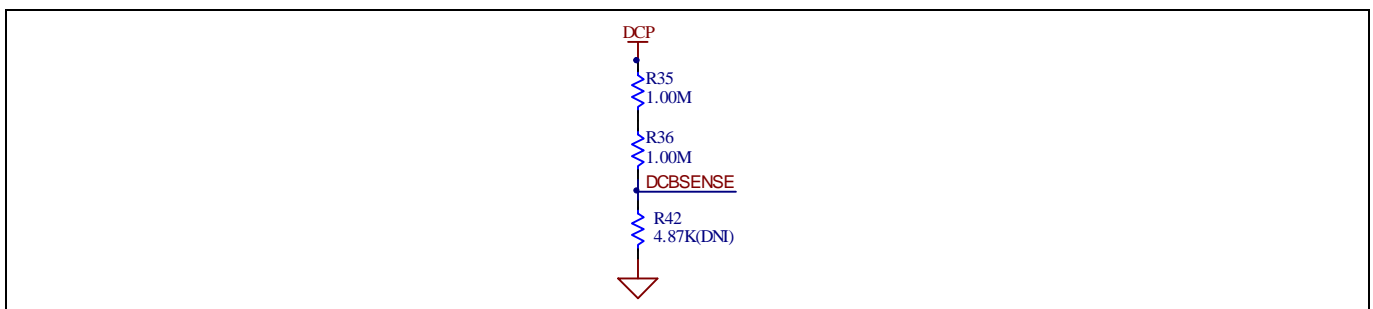 DCP
R35
1.00M
R36
1.00M
DCBSENSE
R42
4.87K(DNI)